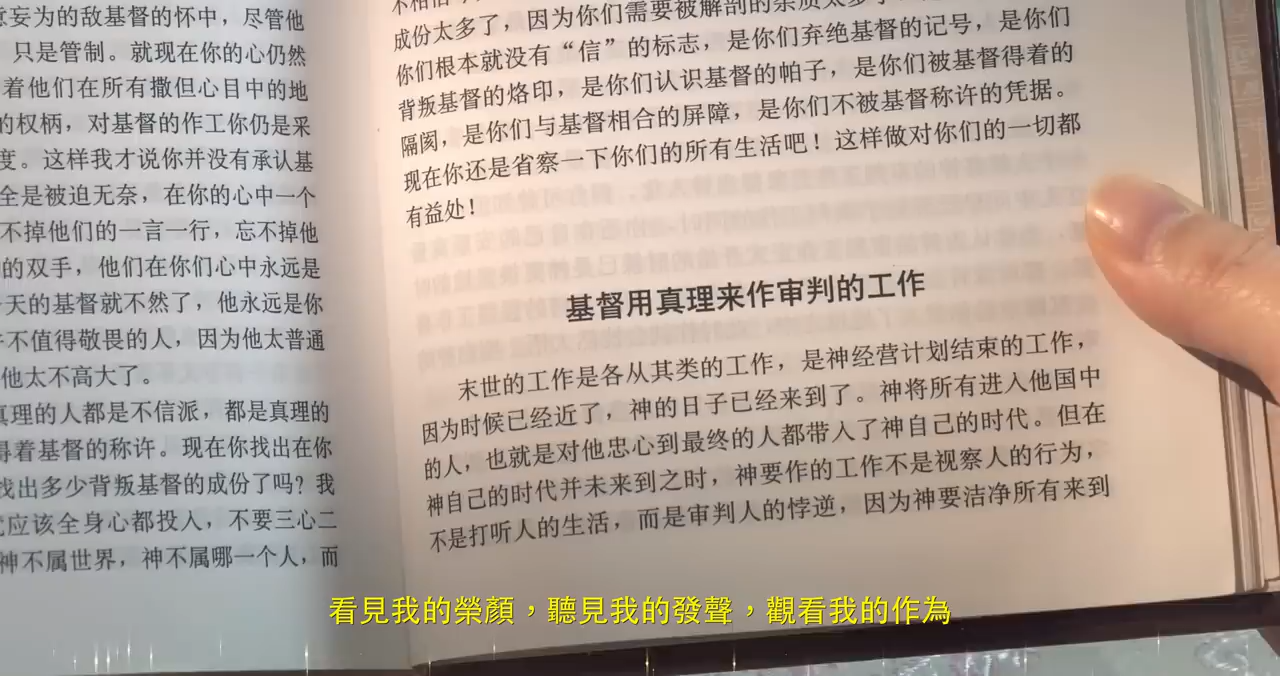 意妄为的敌基督的怀中，尽管他
只是管制。就现在你的心仍然
着他们在所有撒但心目中的地
的权柄，对基督的作工你仍是采
度。这样我才说你并没有承认基
全是被迫无奈，在你的心中一个
不掉他们的一言一行，忘不掉他
的双手，他们在你们心中永远是
天的基督就不然了，他永远是你
不值得敬畏的人，因为他太普通
他太不高大了。
真理的人都是不信派，都是真理的
得着基督的称许。现在你找出在你
找出多少背叛基督的成份了吗？我
应该全身心都投入，不要三心二
神不属世界，神不属哪一个人，而
成份太多了，因为你们需要被解剖的杂质太多
你们根本就没有“信”的标志，是你们弃绝基督的记号，是你们
背叛基督的烙印，是你们认识基督的帕子，是你们被基督得着的
隔阂，是你们与基督相合的屏障，是你们不被基督称许的凭据。
现在你还是省察一下你们的所有生活吧！这样做对你们的一切都
有益处！
基督用真理来作审判的工作
末世的工作是各从其类的工作，是神经营计划结束的工作，
因为时候已经近了，神的日子已经来到了。神将所有进入他国中
的人，也就是对他忠心到最终的人都带入了神自己的时代。但在
神自己的时代并未来到之时，神要作的工作不是视察人的行为，
不是打听人的生活，而是审判人的悖逆，因为神要洁净所有来到
看見我的榮顏，聽見我的發聲，觀看我的作為